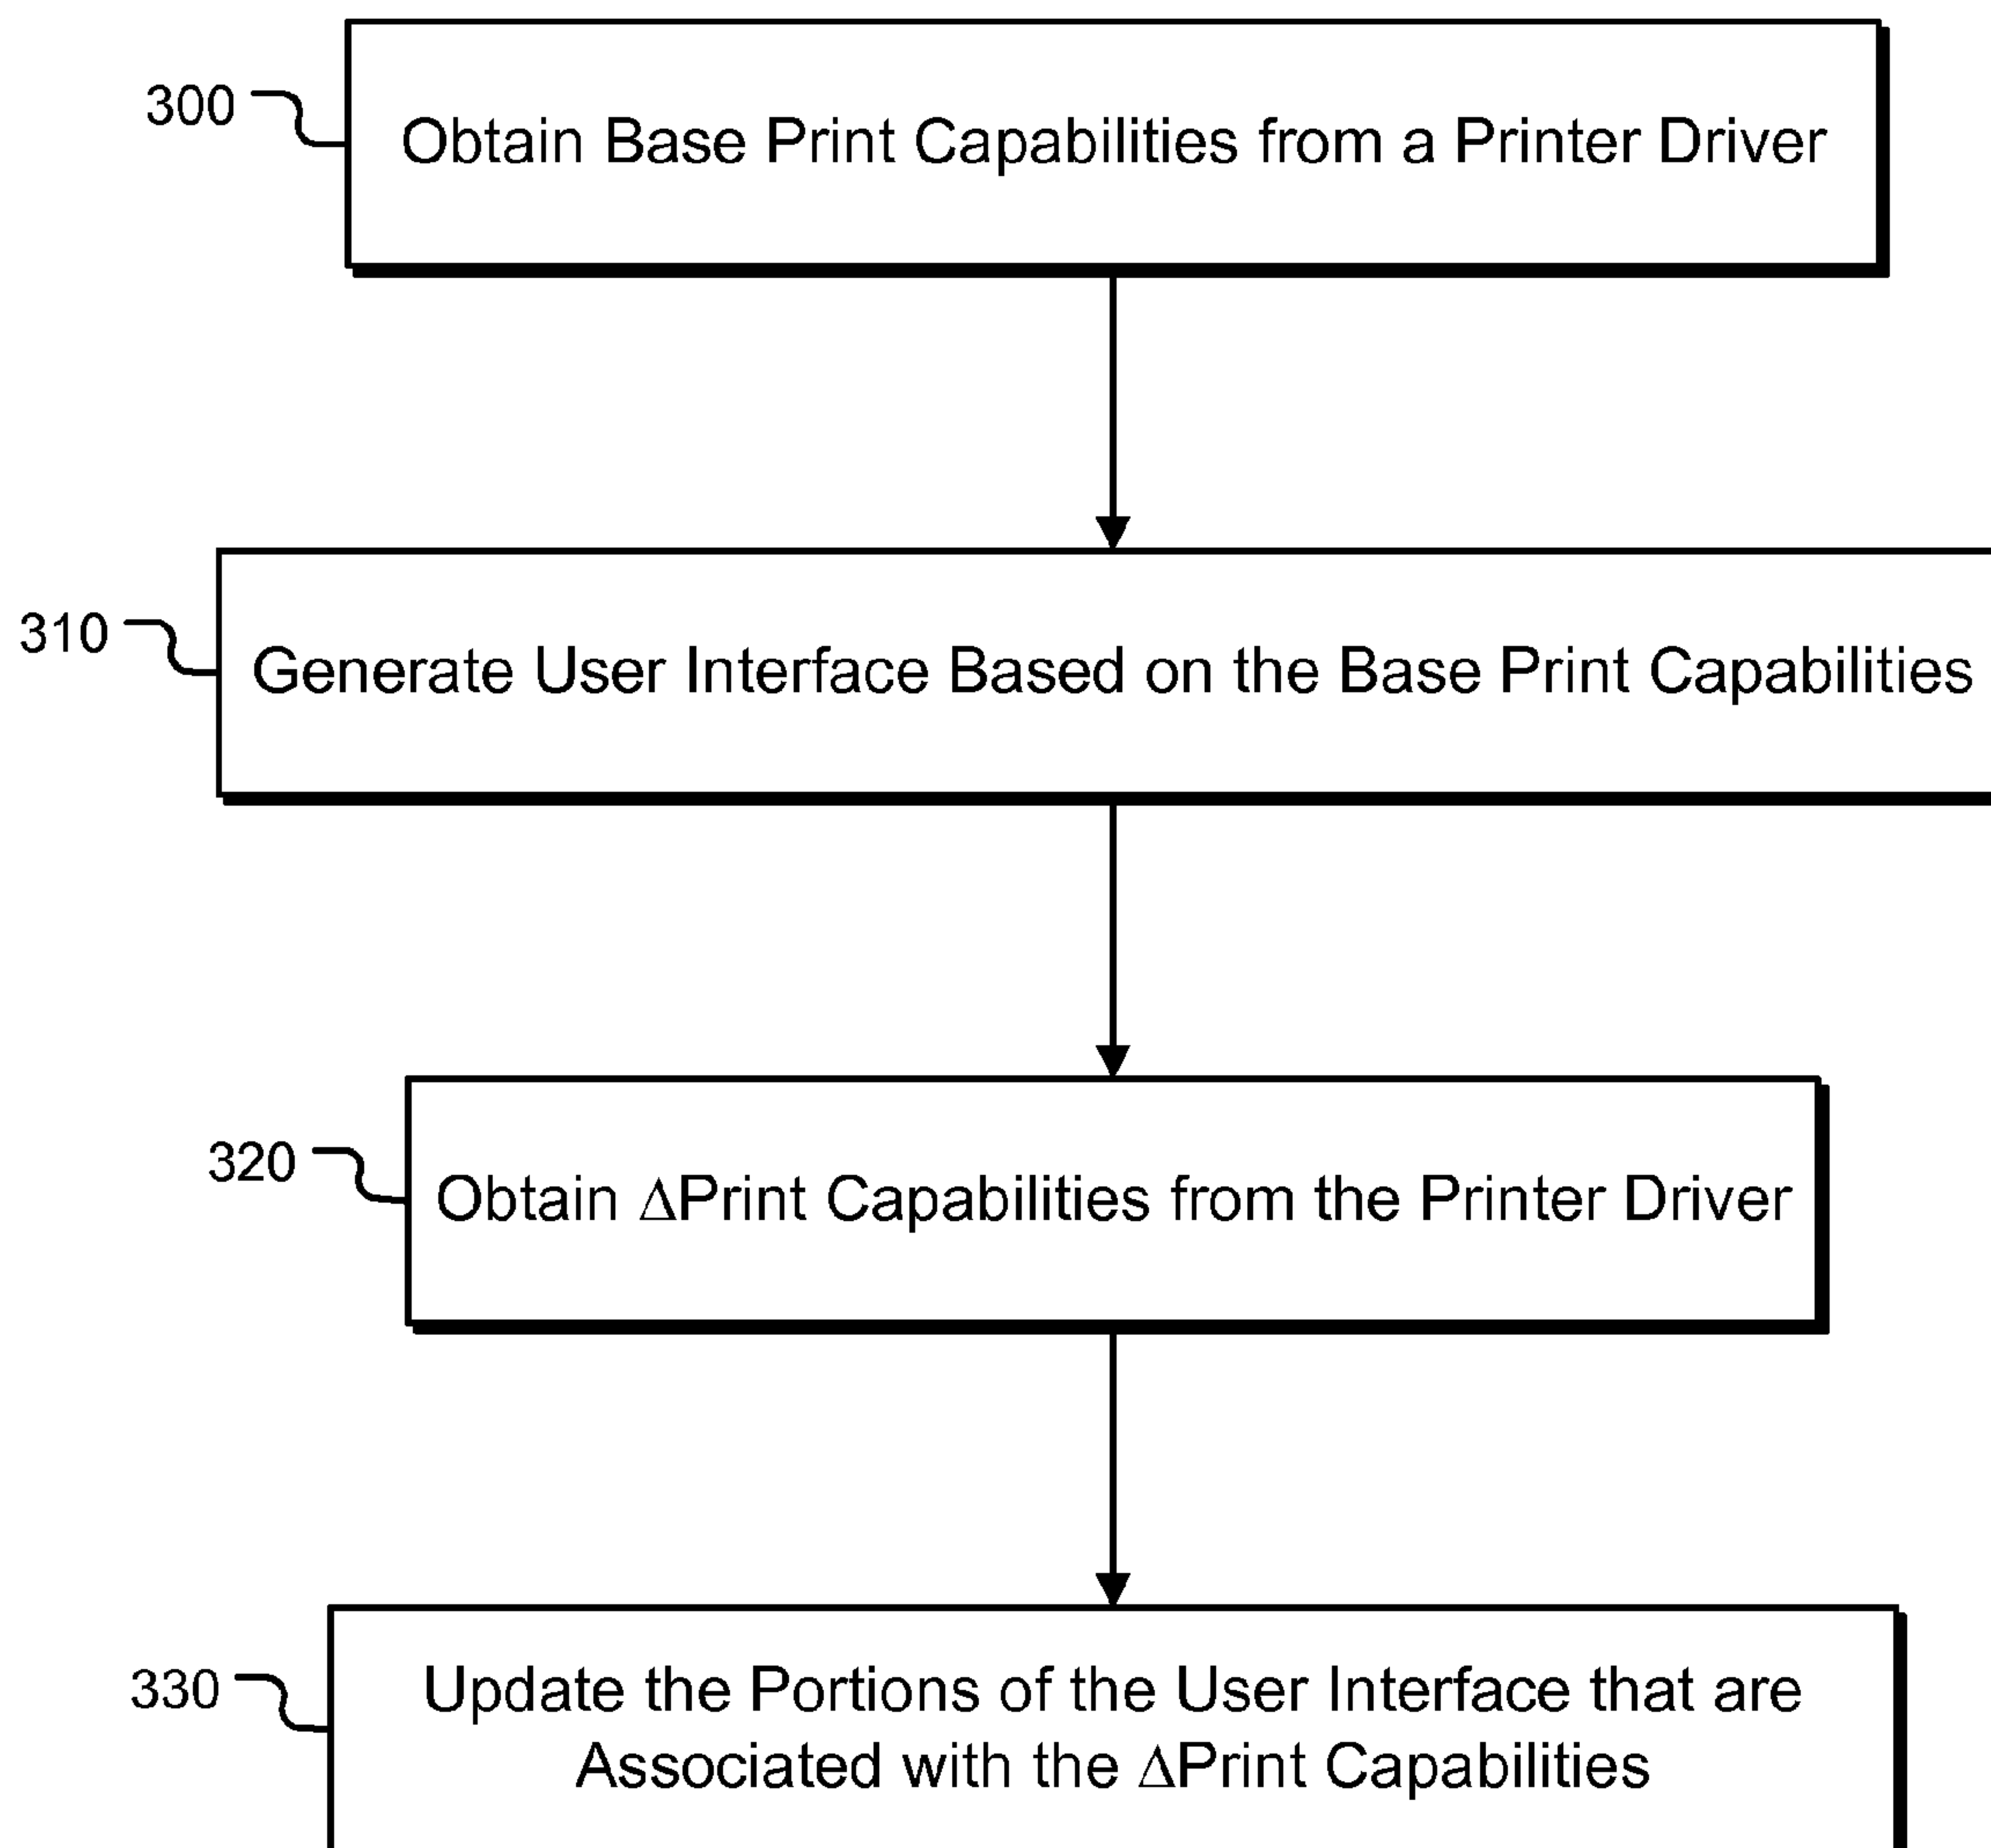 300
Obtain Base Print Capabilities from a Printer Driver
310
Generate User Interface Based on the Base Print Capabilities
320
Obtain ΔPrint Capabilities from the Printer Driver
330
Update the Portions of the User Interface that are
Associated with the ΔPrint Capabilities